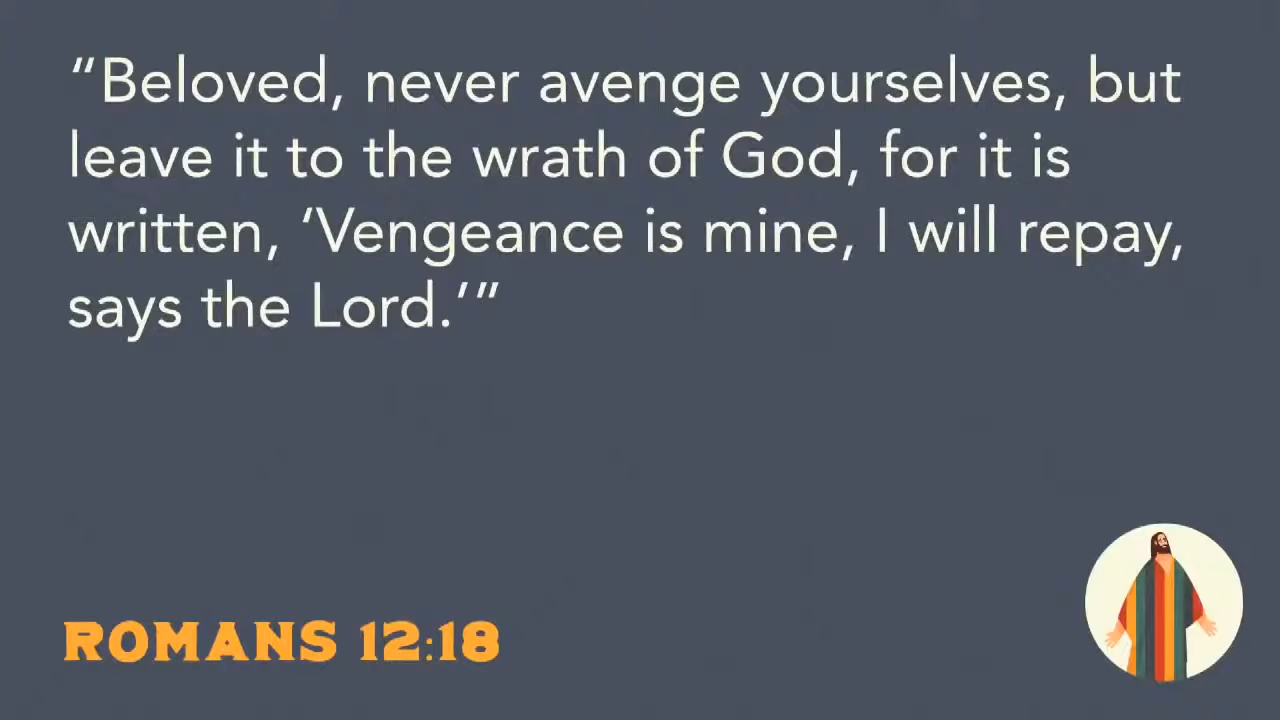 “Beloved, never avenge yourselves, but
leave it to the wrath of God, for it is
written, ‘Vengeance is mine, I will repay,
says the Lord.’”
ROMANS 12:18